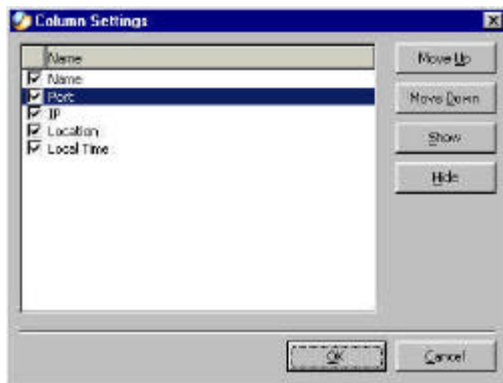 Column Settings
Name
Name
Port
IP
Location
Local Time
Move Up
Move Down
Show
Hide
OK
Cancel